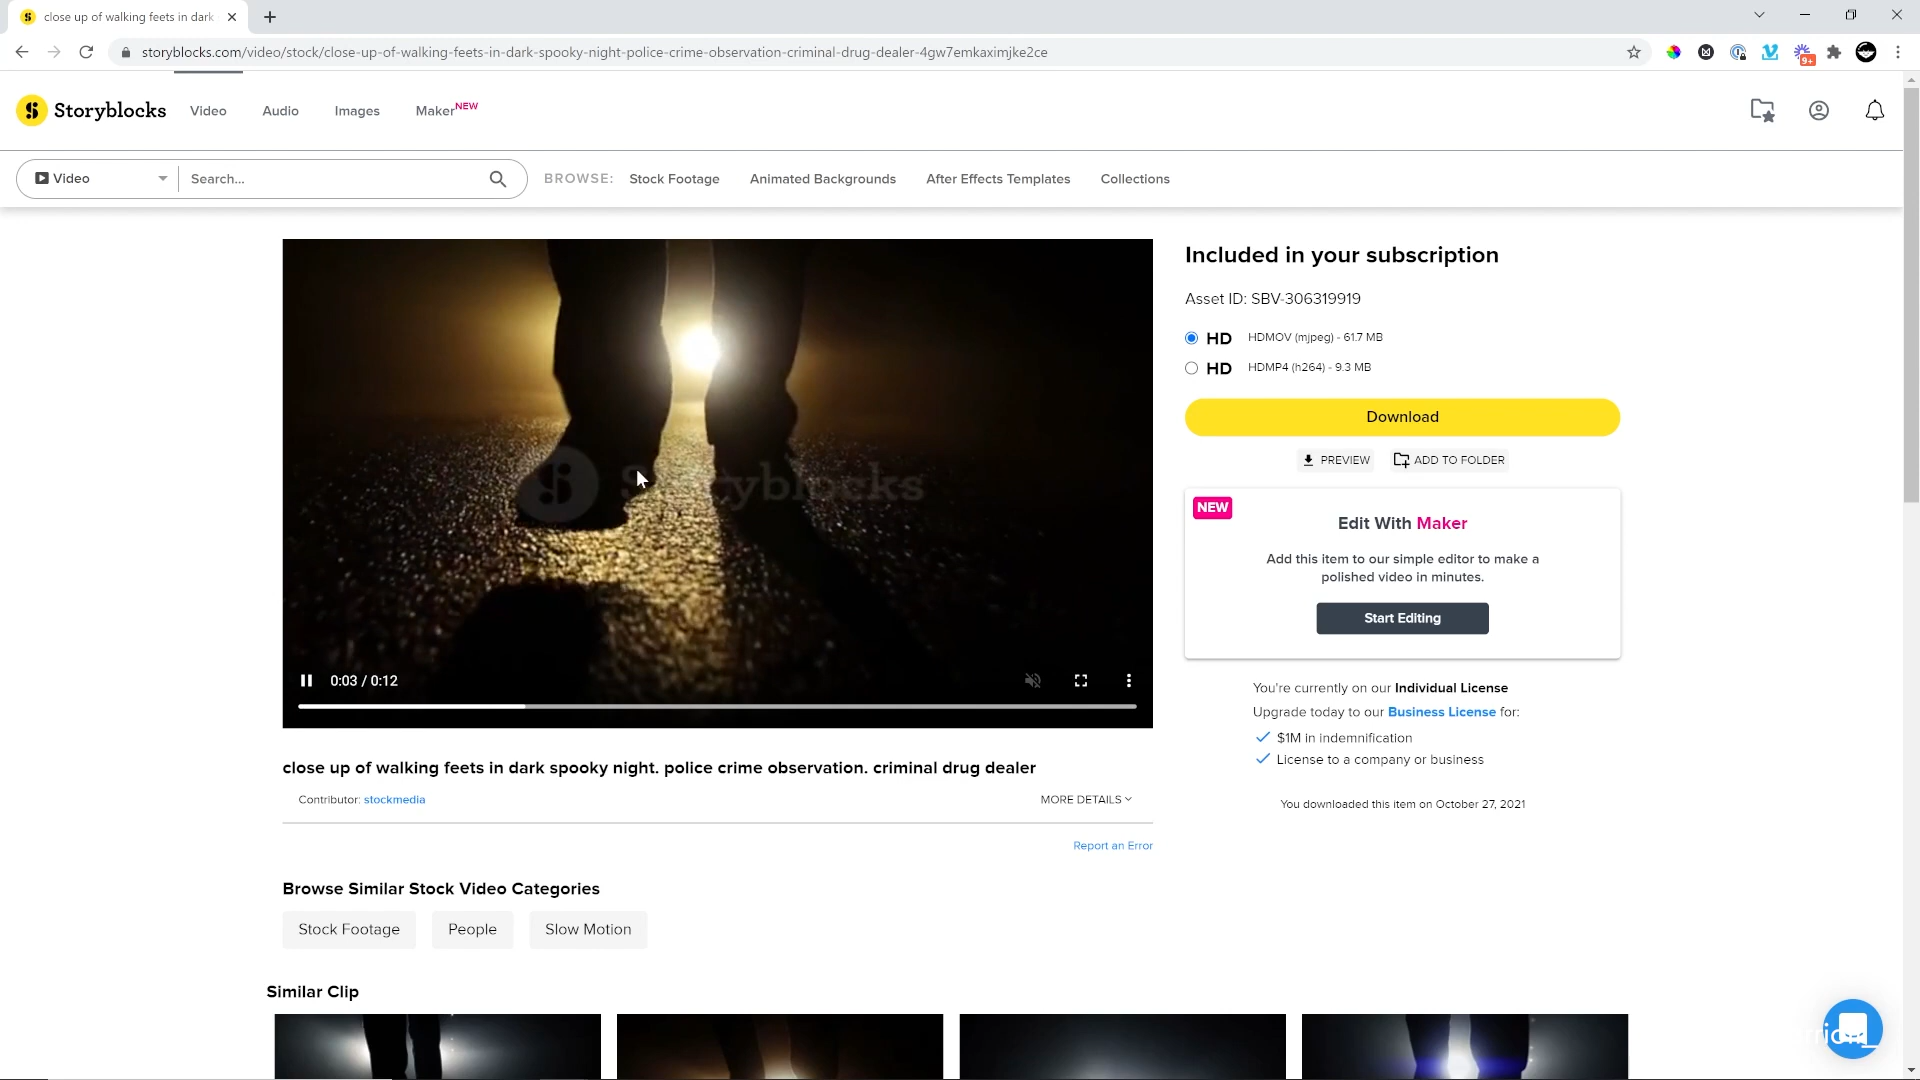 close up of walking feets in dark
storyblocks.com/video/stock/close-up-of-walking-feets-in-dark-spooky-night-police-crime-observation-criminal-drug-dealer-4gw7emkaximjke2ce
9+
Storyblocks
Video
Audio
Images
Maker NEW
Video
Search...
BROWSE:
Stock Footage
Animated Backgrounds
After Effects Templates
Collections
Storyblocks
0:03 / 0:12
Included in your subscription
Asset ID: SBV-306319919
HD HDMOV (mjpeg) - 61.7 MB
HD HDMP4 (h264) - 9.3 MB
Download
PREVIEW
ADD TO FOLDER
NEW
Edit With Maker
Add this item to our simple editor to make a
polished video in minutes.
Start Editing
You're currently on our Individual License
Upgrade today to our Business License for:
$1M in indemnification
License to a company or business
You downloaded this item on October 27, 2021
close up of walking feets in dark spooky night. police crime observation. criminal drug dealer
Contributor: stockmedia
MORE DETAILS
Report an Error
Browse Similar Stock Video Categories
Stock Footage
People
Slow Motion
Similar Clip